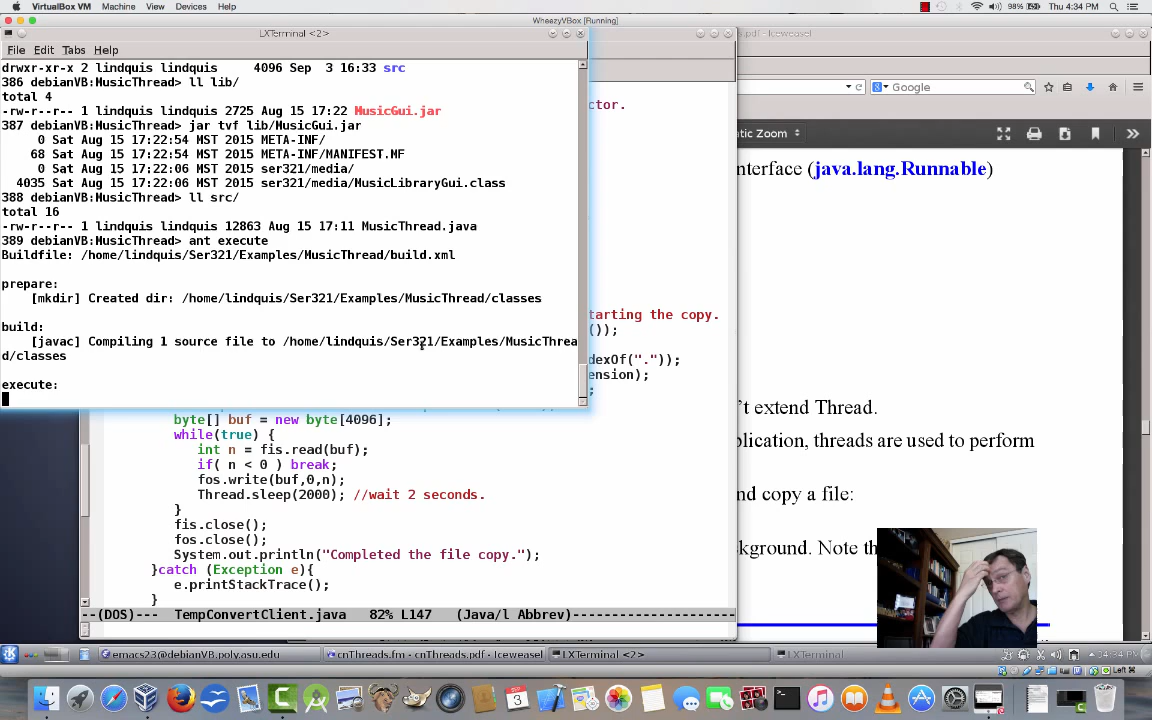 VirtualBox VM Machine View Devices Help
98% Thu 4:34 PM
WheezyVBox [Running]
LXTerminal <2>
.pdf - Iceweasel
File Edit Tabs Help
drwxr-xr-x 2 lindquis lindquis 4096 Sep 3 16:33 src
386 debianVB:MusicThread> ll lib/
total 4
-rw-r--r-- 1 lindquis lindquis 2725 Aug 15 17:22 MusicGui.jar
387 debianVB:MusicThread> jar tvf lib/MusicGui.jar
0 Sat Aug 15 17:22:54 MST 2015 META-INF/
68 Sat Aug 15 17:22:54 MST 2015 META-INF/MANIFEST.MF
0 Sat Aug 15 17:22:06 MST 2015 ser321/media/
4035 Sat Aug 15 17:22:06 MST 2015 ser321/media/MusicLibraryGui.class
388 debianVB:MusicThread> ll src/
total 16
-rw-r--r-- 1 lindquis lindquis 12863 Aug 15 17:11 MusicThread.java
389 debianVB:MusicThread> ant execute
Buildfile: /home/lindquis/Ser321/Examples/MusicThread/build.xml
prepare:
[mkdir] Created dir: /home/lindquis/Ser321/Examples/MusicThread/classes
build:
[javac] Compiling 1 source file to /home/lindquis/Ser321/Examples/MusicThrea
d/classes
execute:
ctor.
tarting the copy.
());
dexOf("."));
ension);
;
byte[] buf = new byte[4096];
while(true) {
int n = fis.read(buf);
if( n < 0 ) break;
fos.write(buf,0,n);
Thread.sleep(2000); //wait 2 seconds.
}
fis.close();
fos.close();
System.out.println("Completed the file copy.");
}catch (Exception e){
e.printStackTrace();
}
--(DOS)--- TempConvertClient.java 82% L147 (Java/l Abbrev)
Google
atic Zoom
nterface (java.lang.Runnable)
't extend Thread.
plication, threads are used to perform
nd copy a file:
kground. Note th
emacs23@debianVB.poly.asu.edu
cnThreads.fm - cnThreads.pdf - Iceweasel
LXTerminal <2>
LXTerminal
Left ⌘
SEP
3